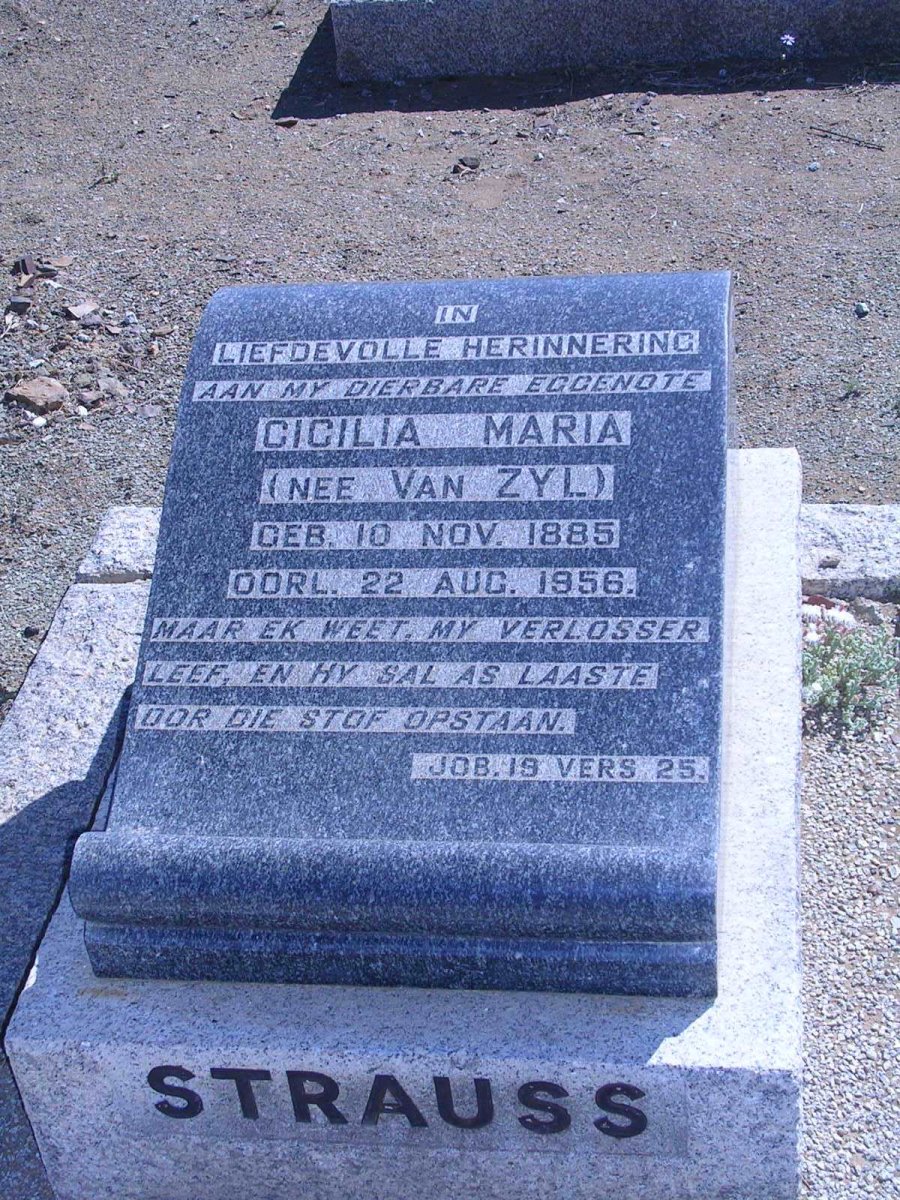 IN
LIEFDEVOLLE HERINNERING
AAN MY DIERBARE EGGENOTE
CICILIA MARIA
(NEE VAN ZYL)
GEB. 10 NOV. 1885
OORL. 22 AUG. 1956.
MAAR EK WEET, MY VERLOSSER
LEEF, EN HY SAL AS LAASTE
OOR DIE STOF OPSTAAN.
JOB. 19 VERS 25.
STRAUSS